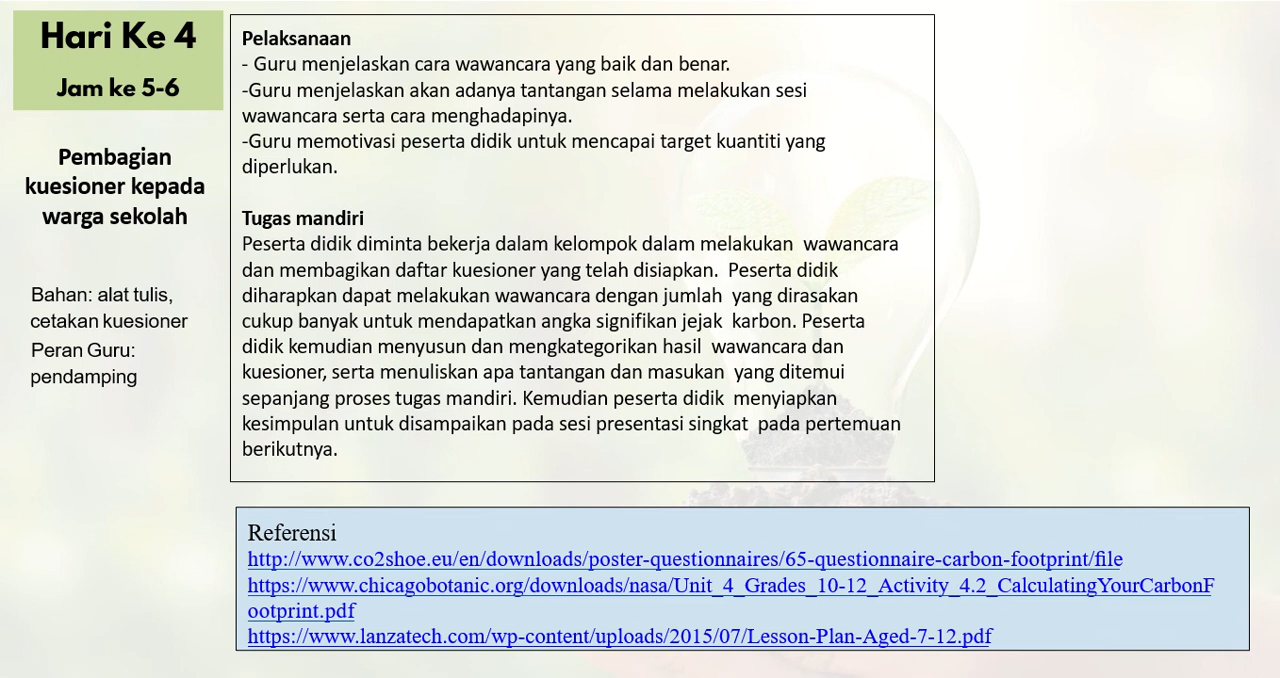 Hari Ke 4
Jam ke 5-6
Pembagian
kuesioner kepada
warga sekolah
Bahan: alat tulis,
cetakan kuesioner
Peran Guru:
pendamping
Pelaksanaan
- Guru menjelaskan cara wawancara yang baik dan benar.
-Guru menjelaskan akan adanya tantangan selama melakukan sesi
wawancara serta cara menghadapinya.
-Guru memotivasi peserta didik untuk mencapai target kuantiti yang
diperlukan.
Tugas mandiri
Peserta didik diminta bekerja dalam kelompok dalam melakukan  wawancara
dan membagikan daftar kuesioner yang telah disiapkan.  Peserta didik
diharapkan dapat melakukan wawancara dengan jumlah  yang dirasakan
cukup banyak untuk mendapatkan angka signifikan jejak  karbon. Peserta
didik kemudian menyusun dan mengkategorikan hasil  wawancara dan
kuesioner, serta menuliskan apa tantangan dan masukan  yang ditemui
sepanjang proses tugas mandiri. Kemudian peserta didik  menyiapkan
kesimpulan untuk disampaikan pada sesi presentasi singkat  pada pertemuan
berikutnya.
Referensi
http://www.co2shoe.eu/en/downloads/poster-questionnaires/65-questionnaire-carbon-footprint/file
https://www.chicagobotanic.org/downloads/nasa/Unit_4_Grades_10-12_Activity_4.2_CalculatingYourCarbonF
ootprint.pdf
https://www.lanzatech.com/wp-content/uploads/2015/07/Lesson-Plan-Aged-7-12.pdf